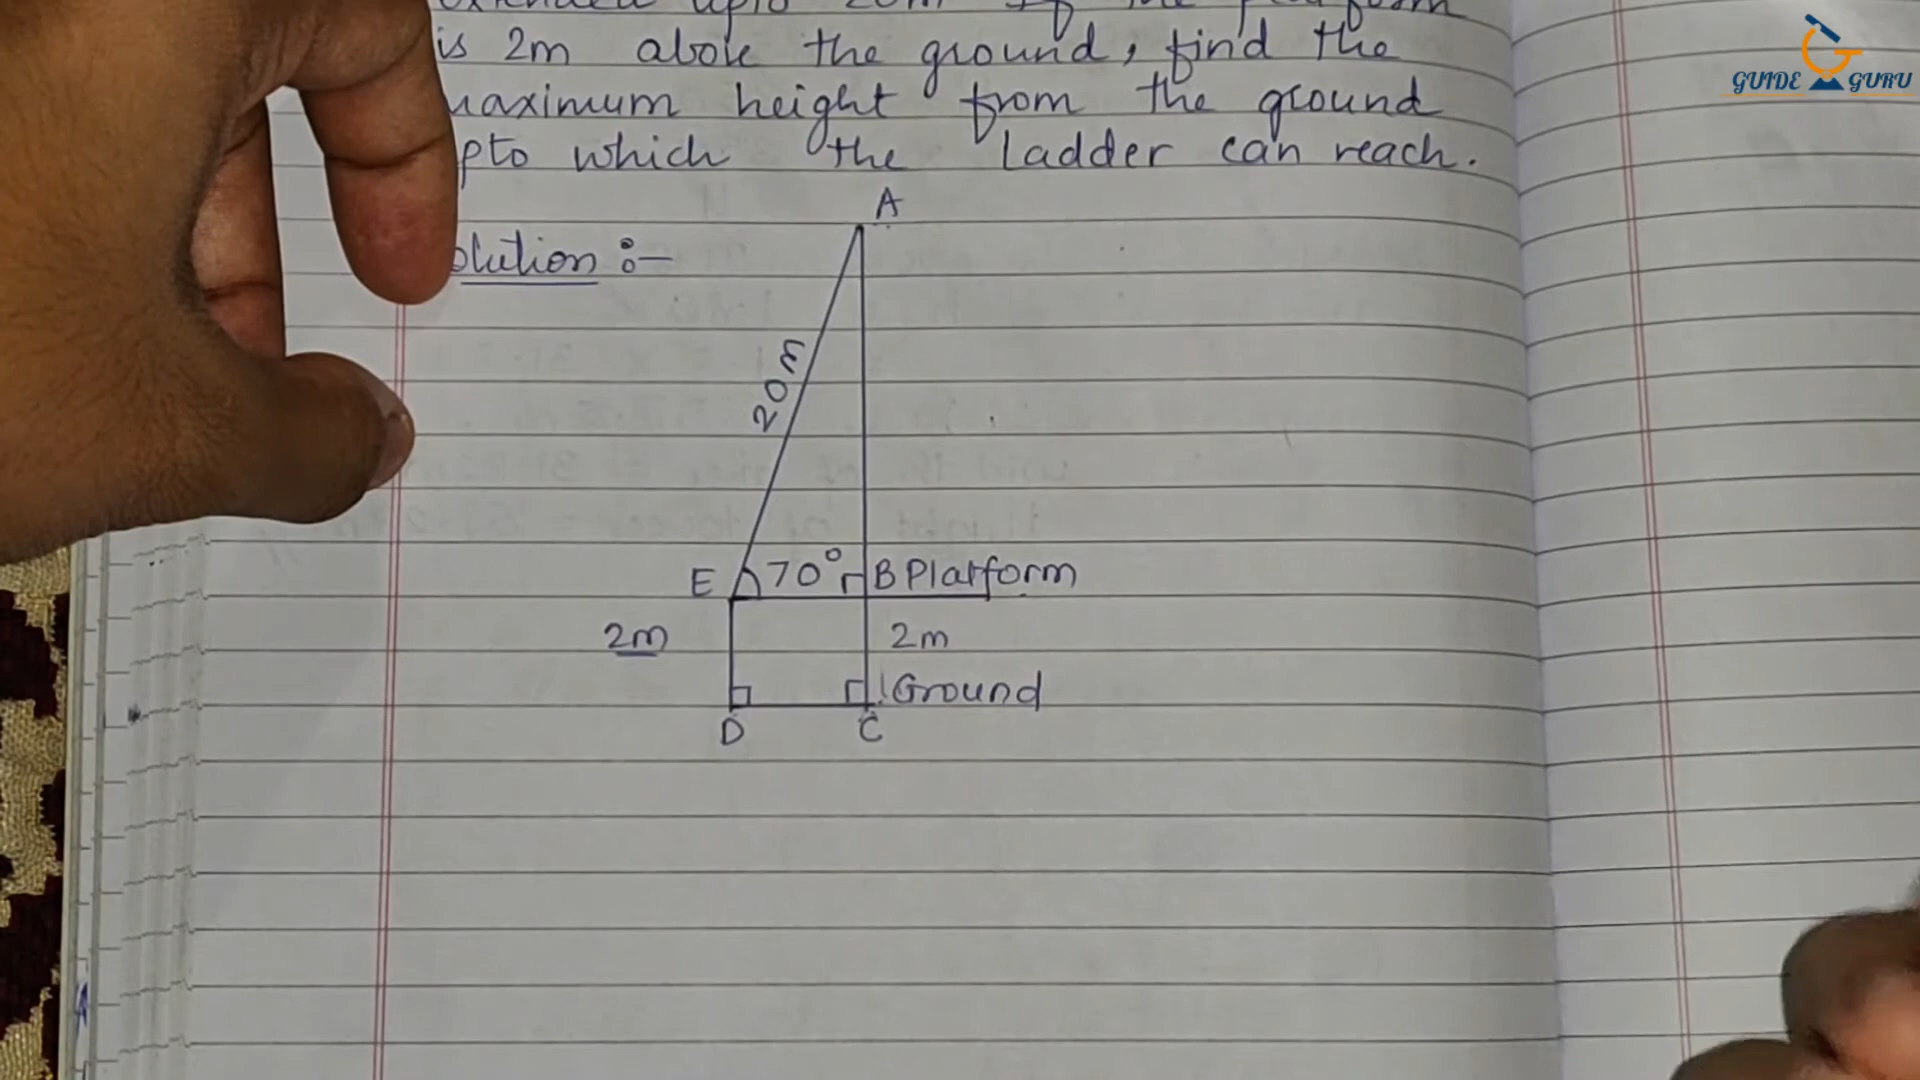 is 2m above the ground, find the
maximum height from the ground
pto which the ladder can reach.
GUIDE GURU
A
olution :-
20m
E 70° B Platform
2m 2m
Ground
D C